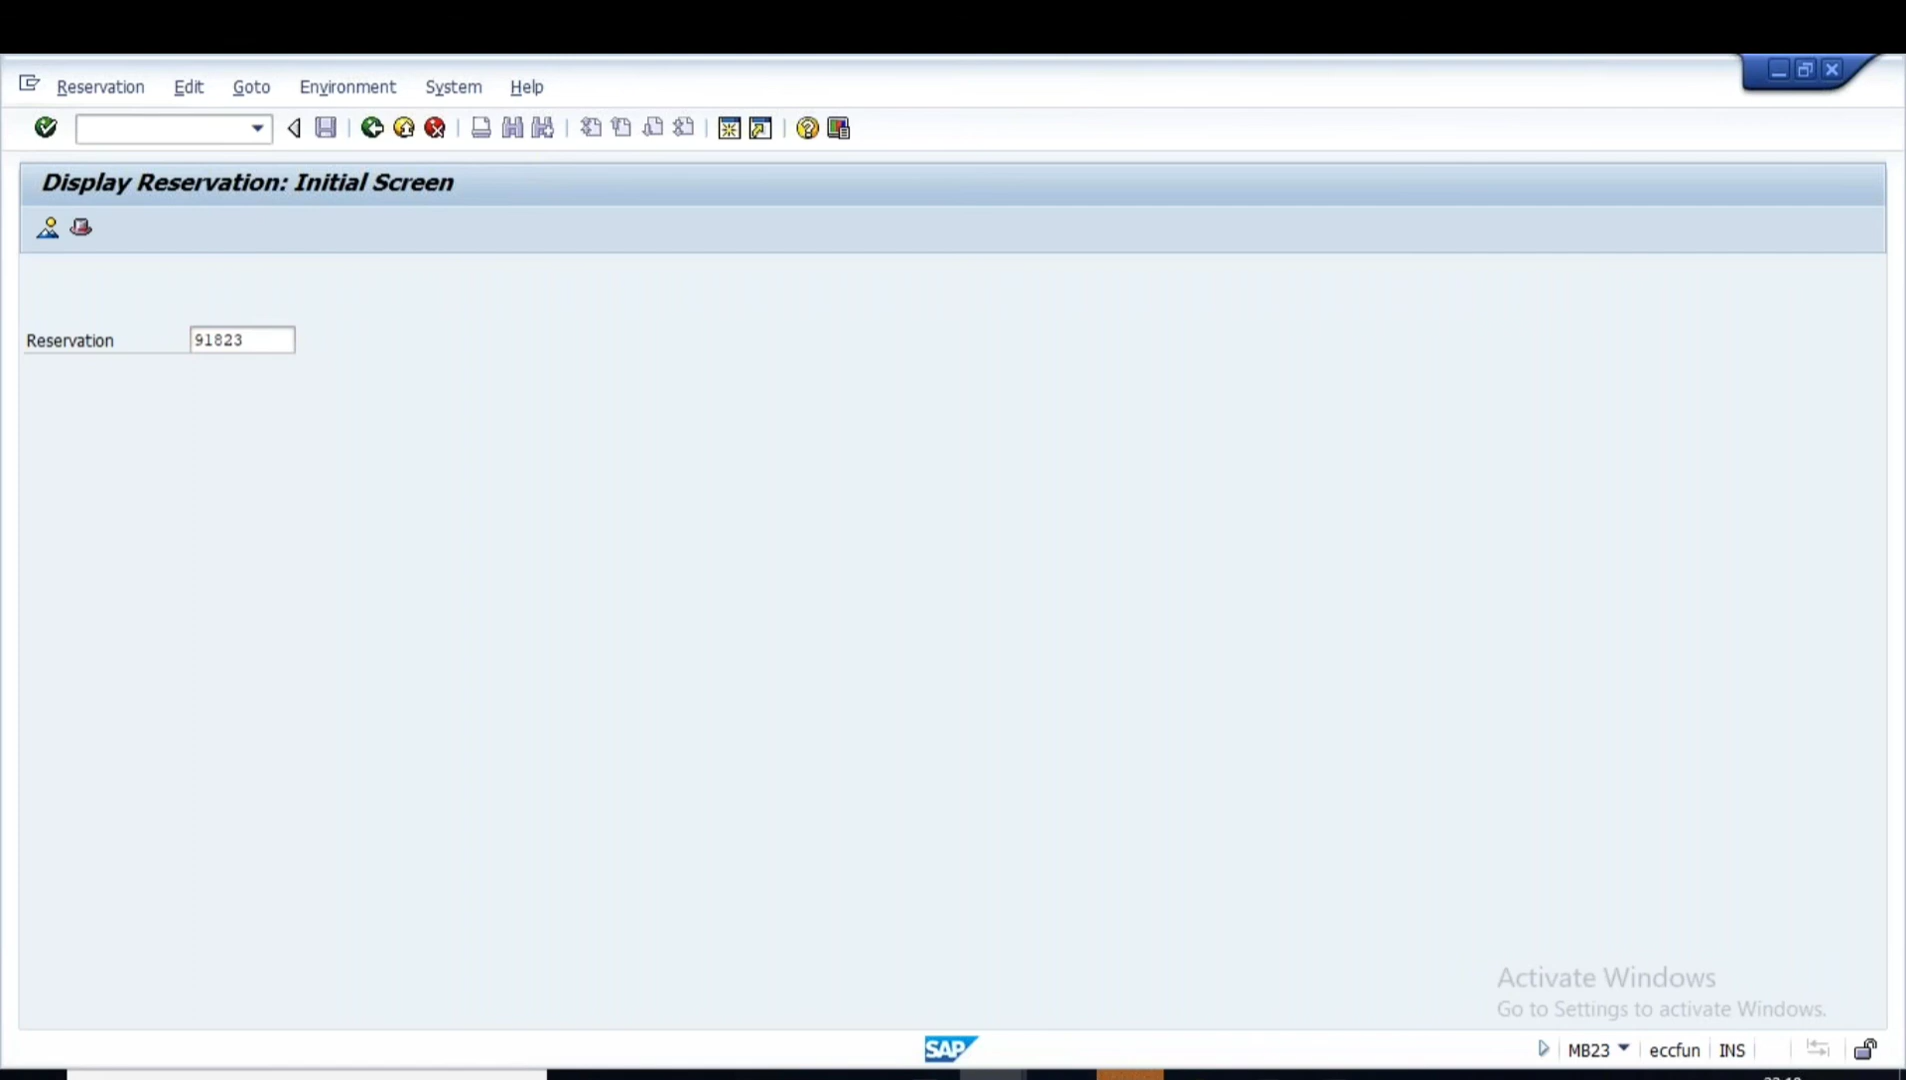 Reservation Edit Goto Environment System Help
Display Reservation: Initial Screen
Reservation 91823
Activate Windows
Go to Settings to activate Windows.
SAP MB23 eccfun INS